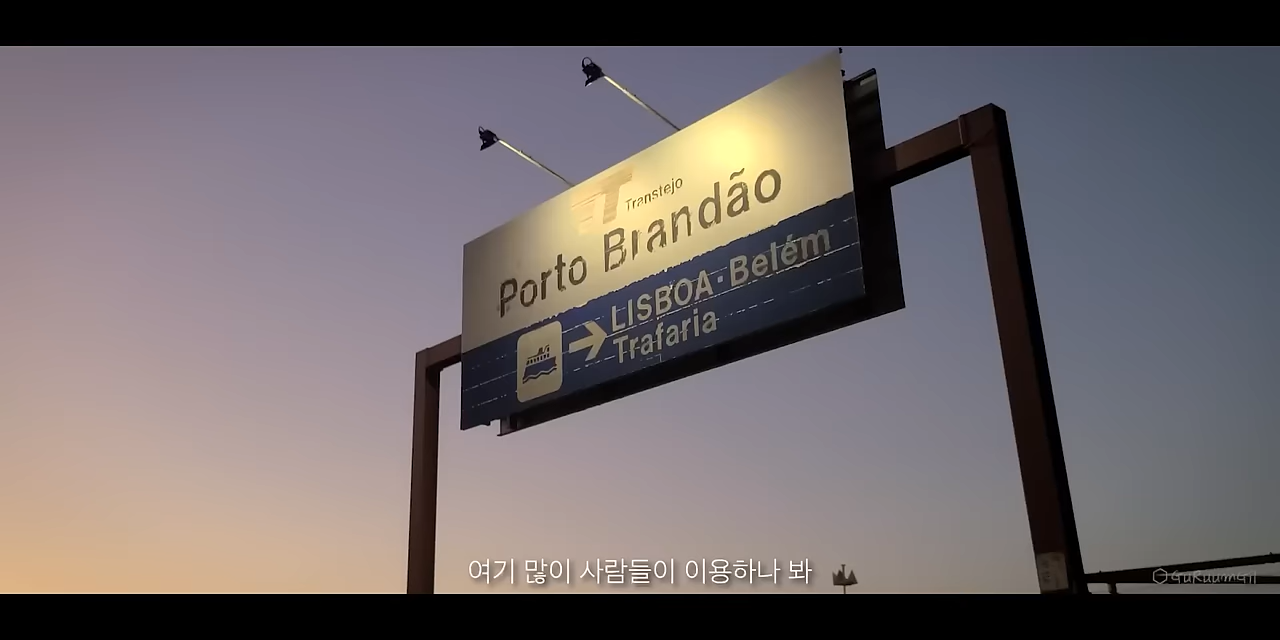 Transtejo
Porto Brandão
LISBOA · Belém
Trafaria
여기 많이 사람들이 이용하나 봐
GuRuumGil